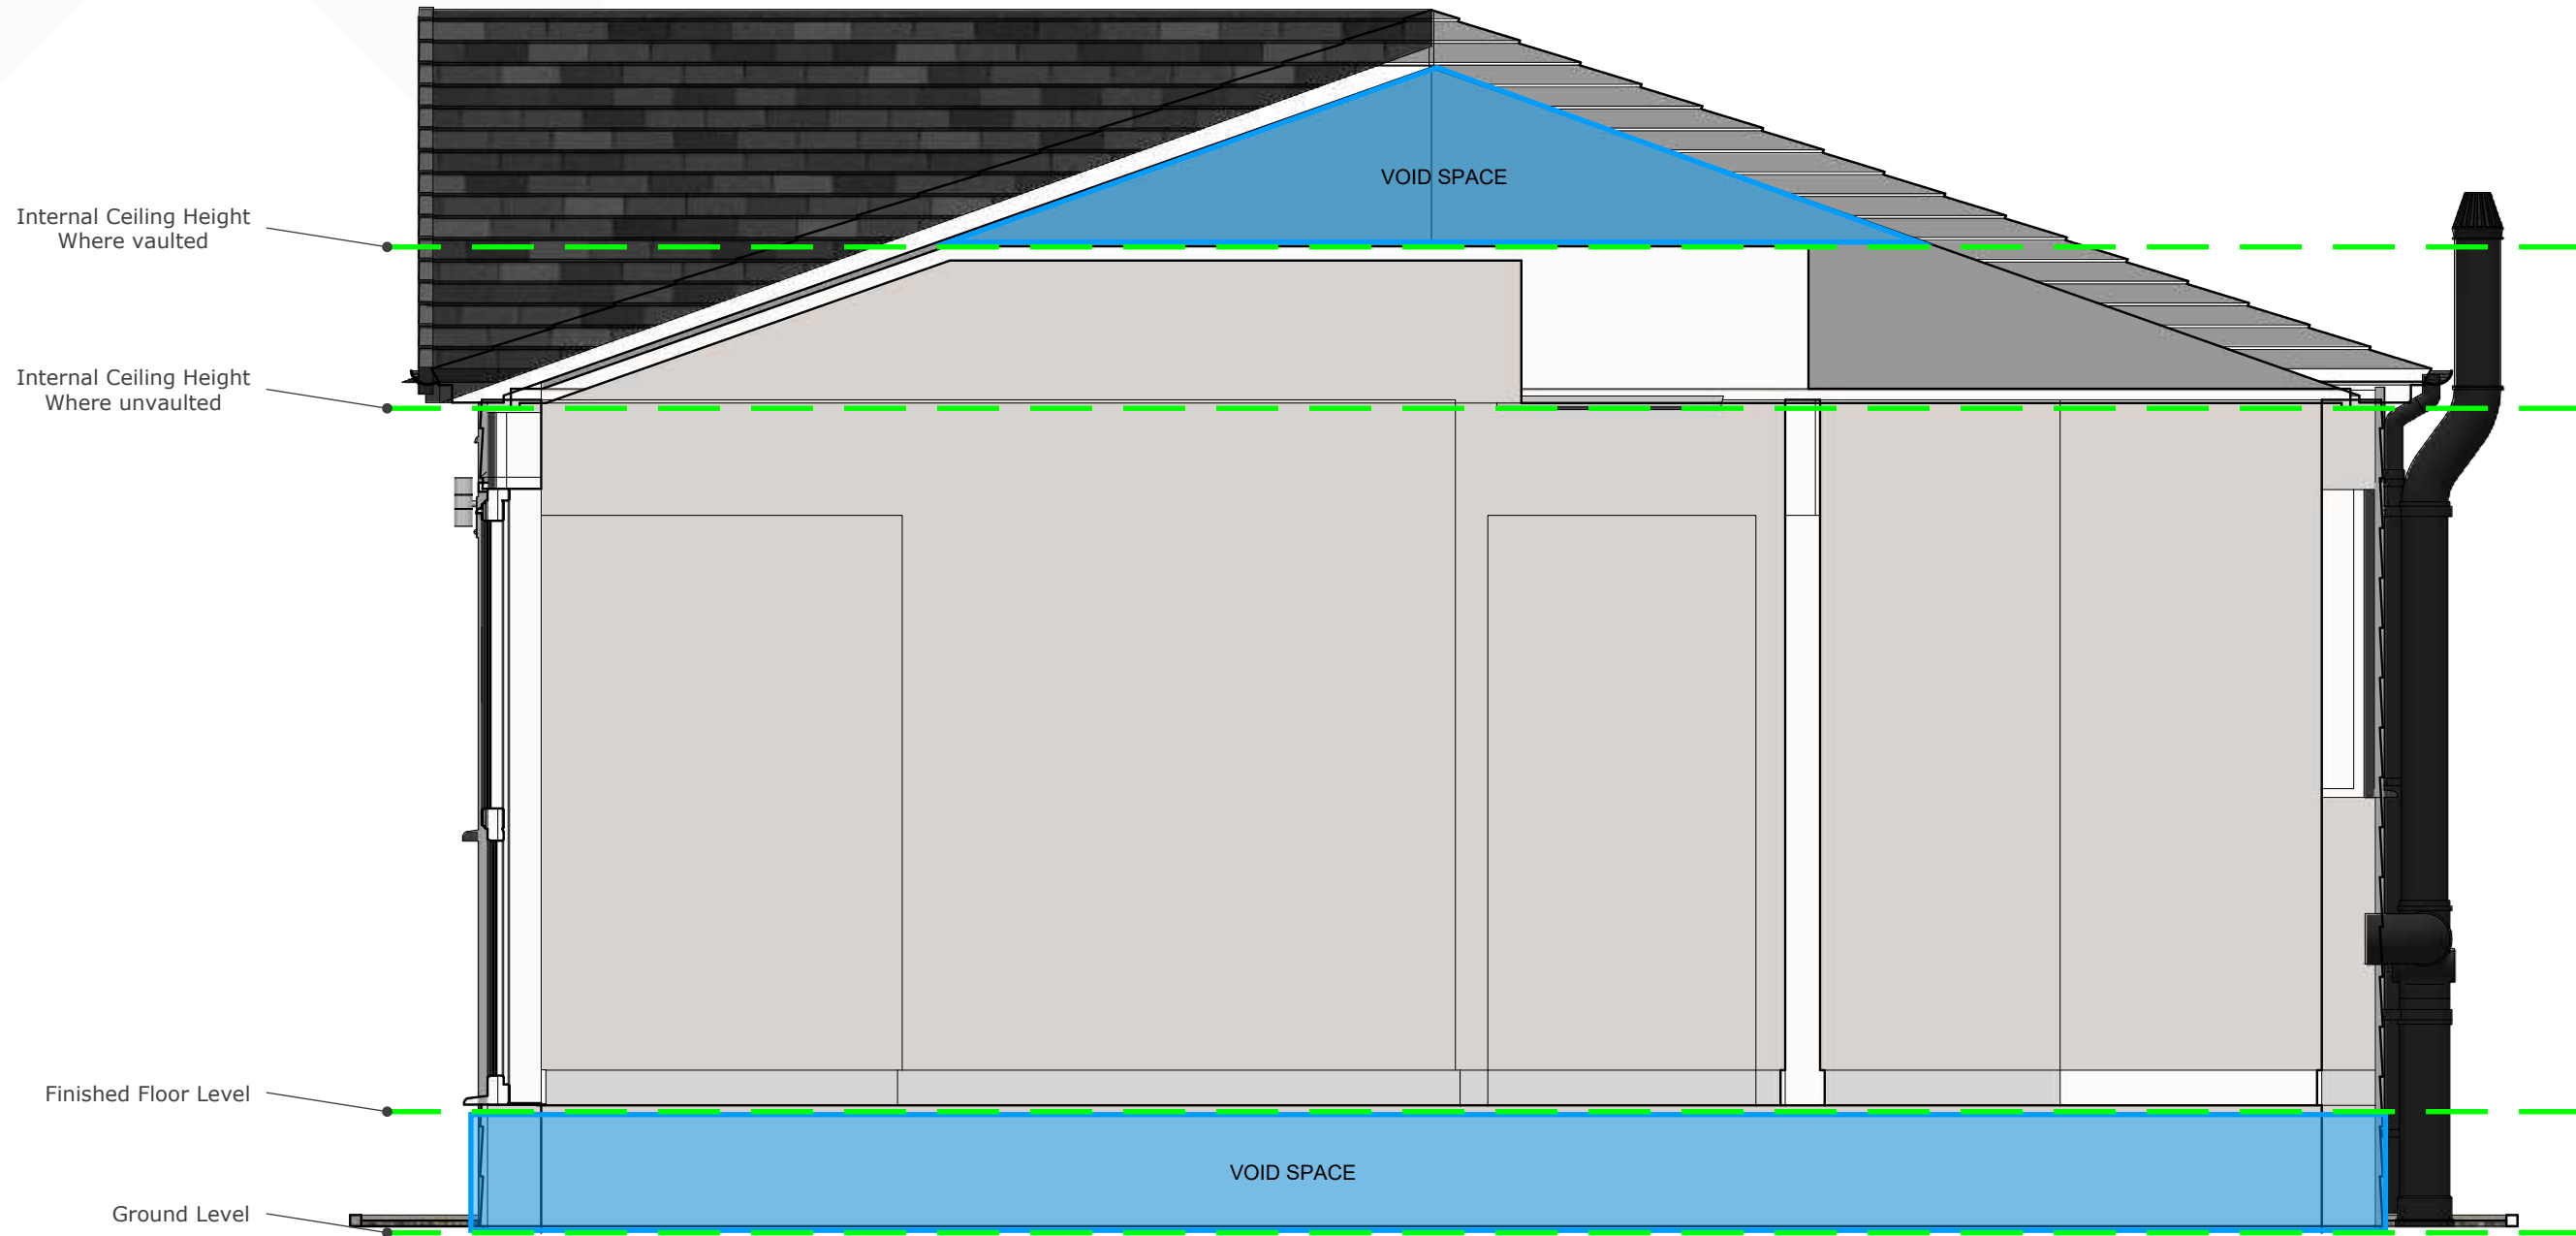 VOID SPACE
Internal Ceiling Height
Where vaulted
Internal Ceiling Height
Where unvaulted
Finished Floor Level
VOID SPACE
Ground Level